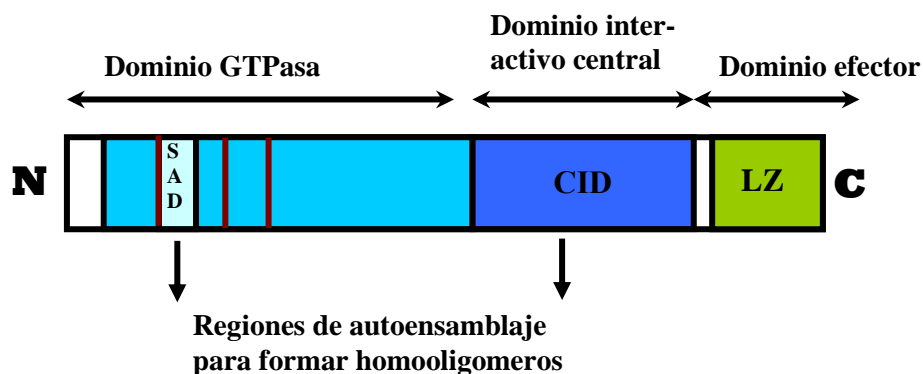 Dominio inter-
activo central
Dominio GTPasa
Dominio efector
N
S
A
D
CID
LZ
C
Regiones de autoensamblaje
para formar homooligomeros